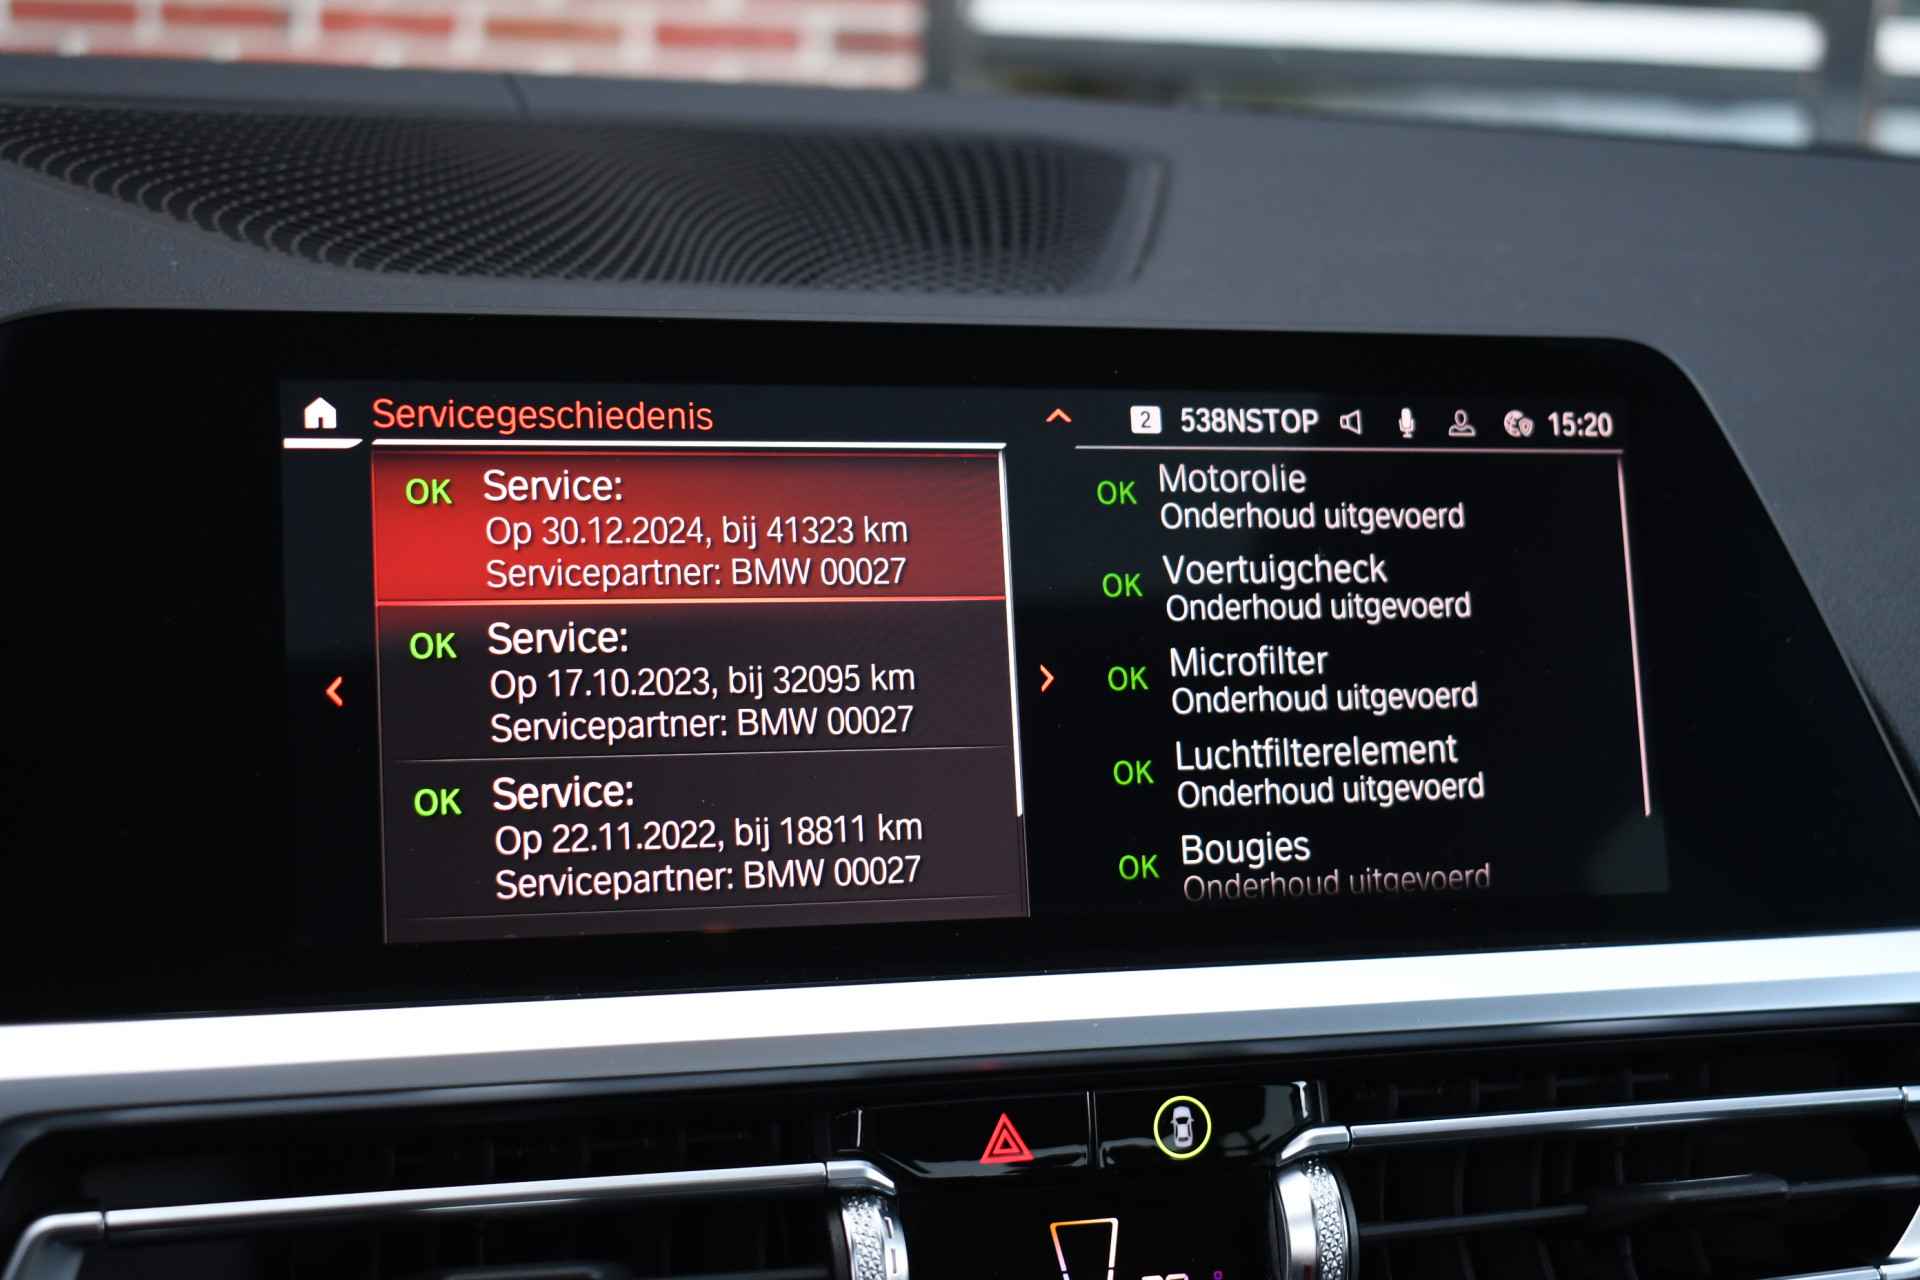 Servicegeschiedenis
2 538NSTOP 15:20
OK Service:
Op 30.12.2024, bij 41323 km
Servicepartner: BMW 00027
OK Service:
Op 17.10.2023, bij 32095 km
Servicepartner: BMW 00027
OK Service:
Op 22.11.2022, bij 18811 km
Servicepartner: BMW 00027
OK Motorolie
Onderhoud uitgevoerd
OK Voertuigcheck
Onderhoud uitgevoerd
OK Microfilter
Onderhoud uitgevoerd
OK Luchtfilterelement
Onderhoud uitgevoerd
OK Bougies
Onderhoud uitgevoerd